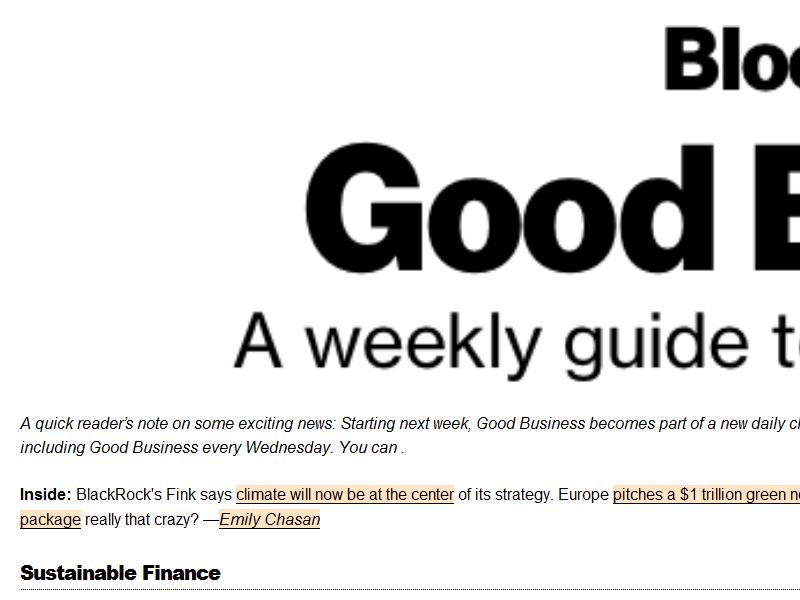 Bloo
Good B
A weekly guide to
A quick reader's note on some exciting news: Starting next week, Good Business becomes part of a new daily cl
including Good Business every Wednesday. You can .
Inside: BlackRock's Fink says climate will now be at the center of its strategy. Europe pitches a $1 trillion green n
package really that crazy? —Emily Chasan
Sustainable Finance